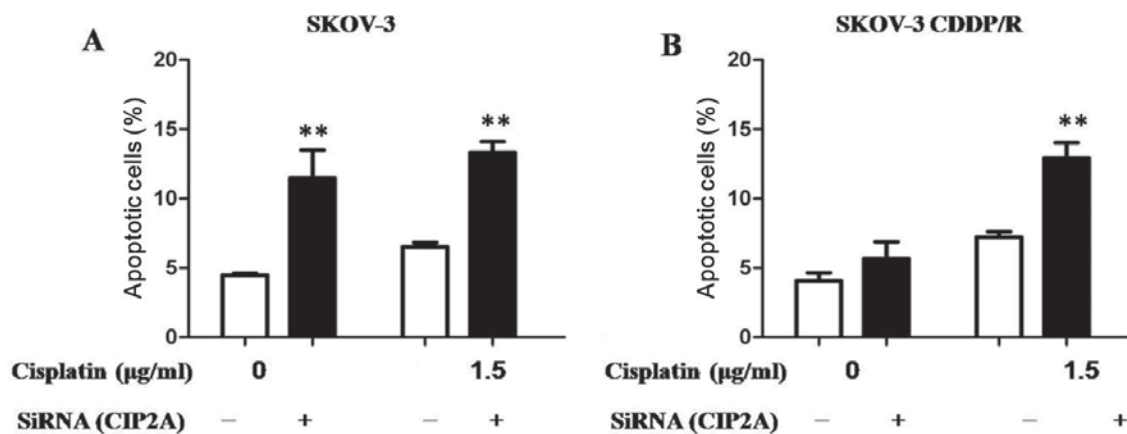 A
SKOV-3
Apoptotic cells (%)
20
15
10
5
0
**
**
Cisplatin (µg/ml) 0 1.5
SiRNA (CIP2A) – + – +
B
SKOV-3 CDDP/R
Apoptotic cells (%)
20
15
10
5
0
**
Cisplatin (µg/ml) 0 1.5
SiRNA (CIP2A) – + – +